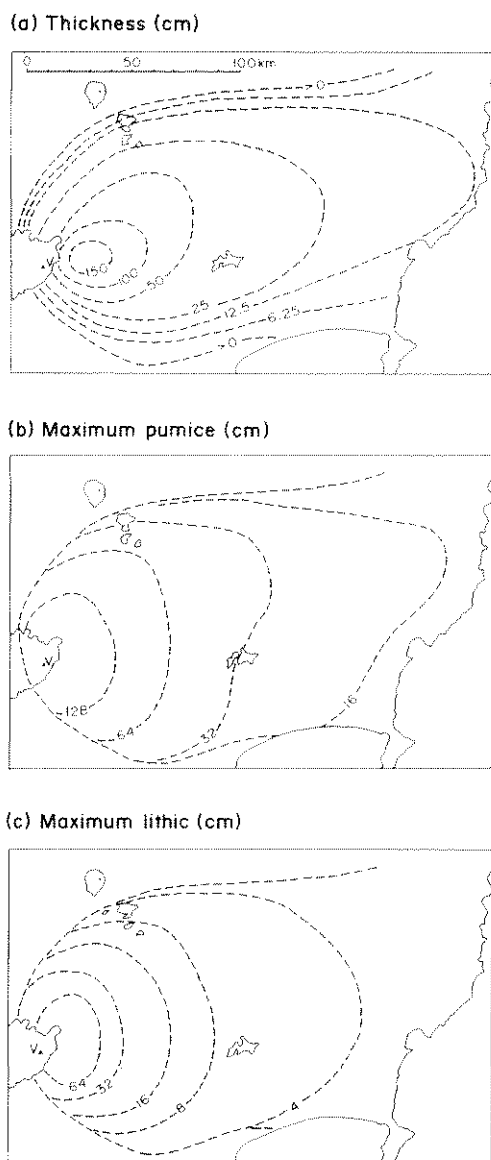 (a) Thickness (cm)
0 50 100km
>0
V
150
100
50
25
12.5
6.25
>0
(b) Maximum pumice (cm)
V
128
64
32
16
(c) Maximum lithic (cm)
V
64
32
16
8
4